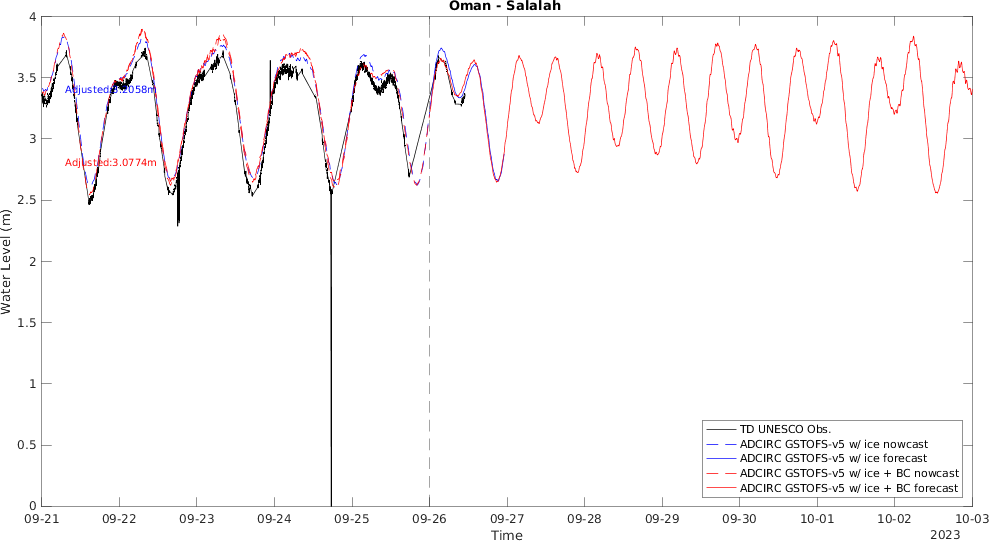 Oman - Salalah
4
3.5
3
2.5
2
1.5
1
0.5
0
Water Level (m)
Adjusted:3.2058m
Adjusted:3.0774m
TD UNESCO Obs.
ADCIRC GSTOFS-v5 w/ ice nowcast
ADCIRC GSTOFS-v5 w/ ice forecast
ADCIRC GSTOFS-v5 w/ ice + BC nowcast
ADCIRC GSTOFS-v5 w/ ice + BC forecast
09-21 09-22 09-23 09-24 09-25 09-26 09-27 09-28 09-29 09-30 10-01 10-02 10-03
Time
2023